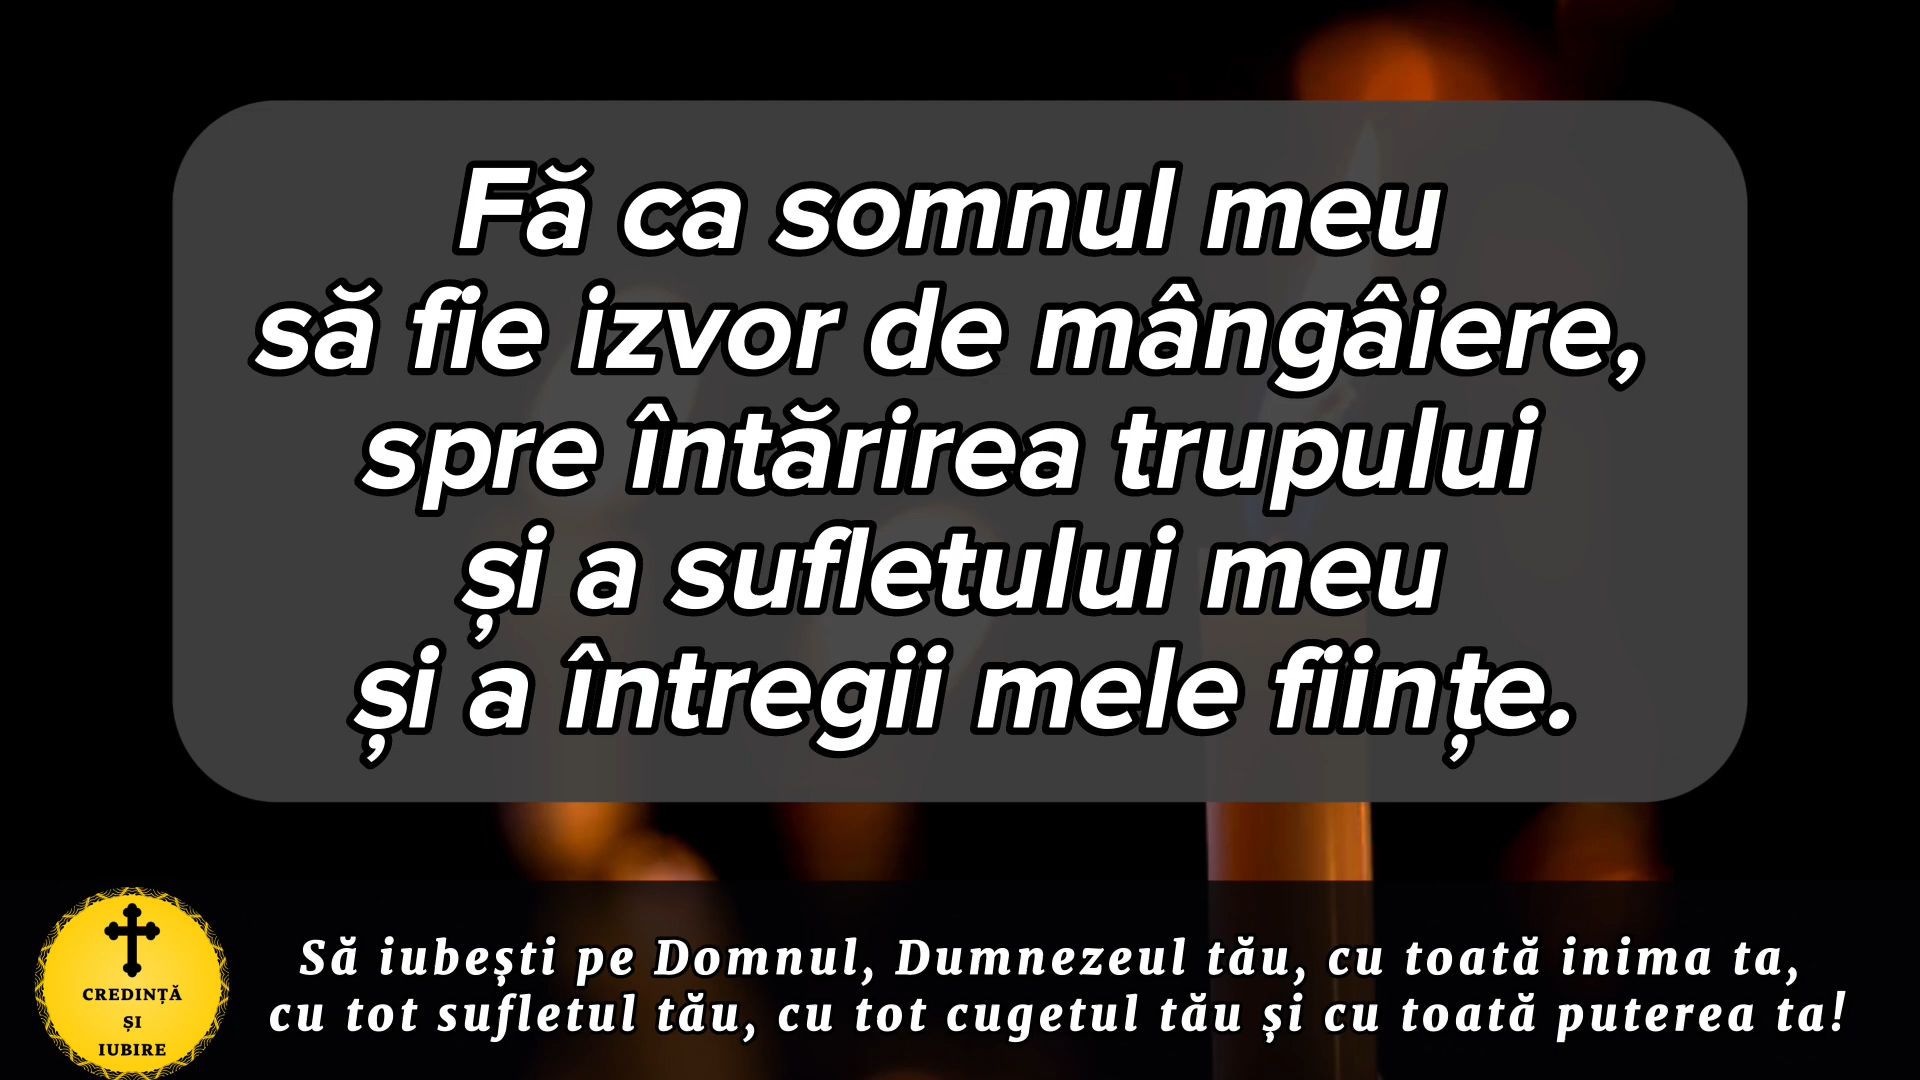 Fă ca somnul meu
să fie izvor de mângâiere,
spre întărirea trupului
și a sufletului meu
și a întregii mele ființe.
CREDINȚĂ
ȘI
IUBIRE
Să iubești pe Domnul, Dumnezeul tău, cu toată inima ta,
cu tot sufletul tău, cu tot cugetul tău și cu toată puterea ta!